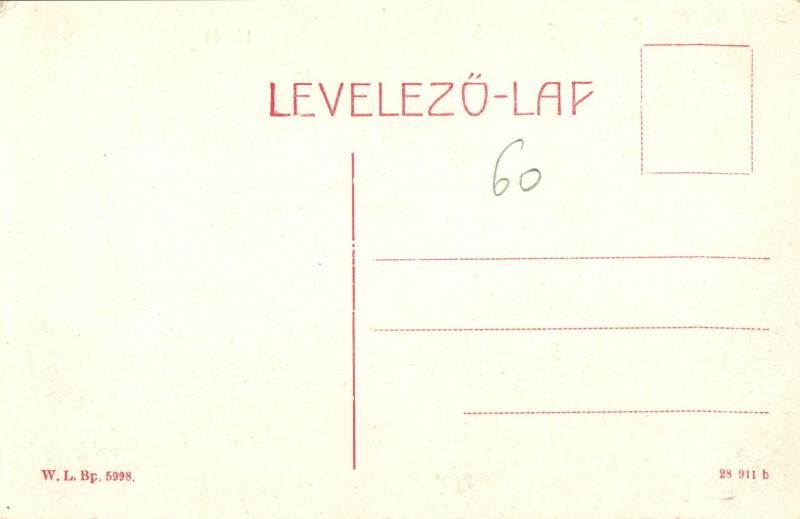 LEVELEZŐ-LAP
60
W. L. Bp. 5998.
28 911 b